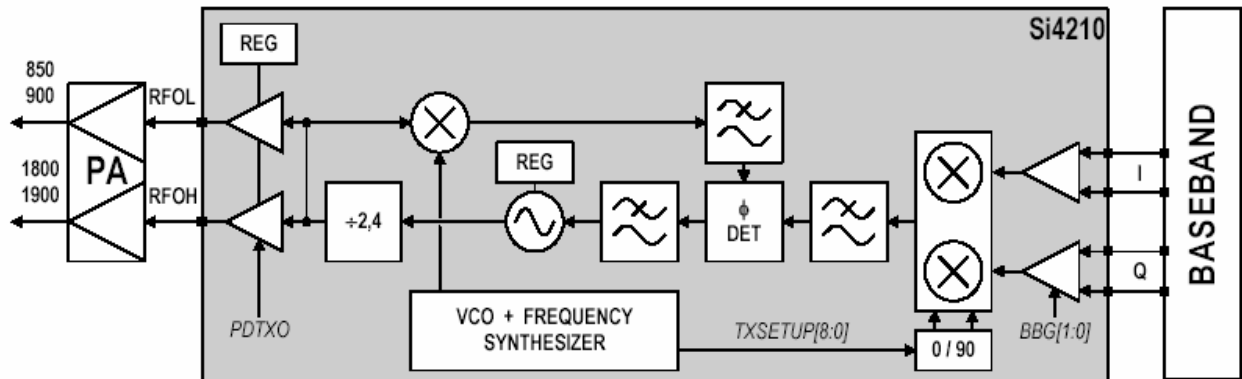 Si4210
REG
850
900
RFOL
1800
1900
PA
RFOH
REG
÷2,4
ϕ
DET
I
Q
BASEBAND
PDTXO
VCO + FREQUENCY
SYNTHESIZER
TXSETUP[8:0]
0 / 90
BBG[1:0]